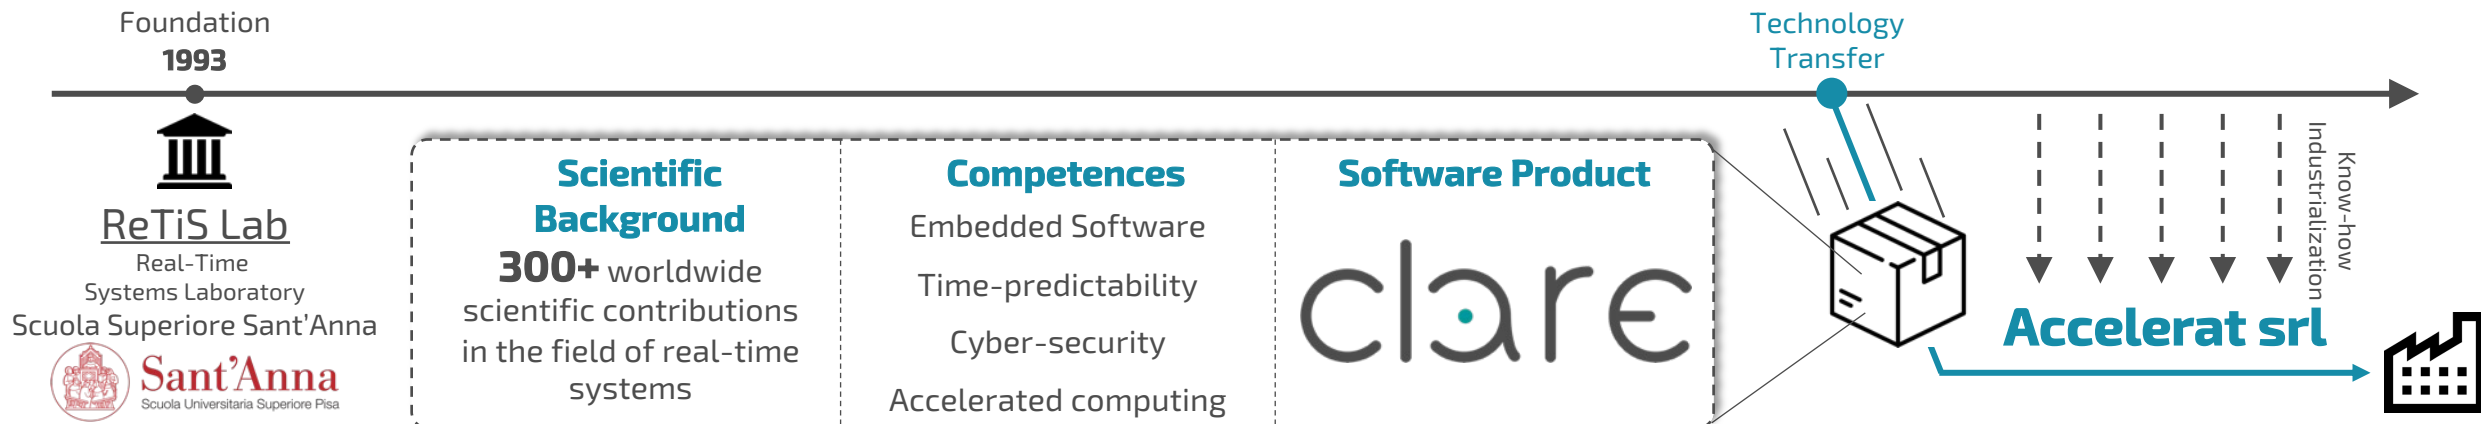 Foundation
1993
ReTiS Lab
Real-Time
Systems Laboratory
Scuola Superiore Sant'Anna
Sant'Anna
Scuola Universitaria Superiore Pisa
Scientific
Background
300+ worldwide
scientific contributions
in the field of real-time
systems
Competences
Embedded Software
Time-predictability
Cyber-security
Accelerated computing
Software Product
clare
Technology
Transfer
Know-how
Industrialization
Accelerat srl